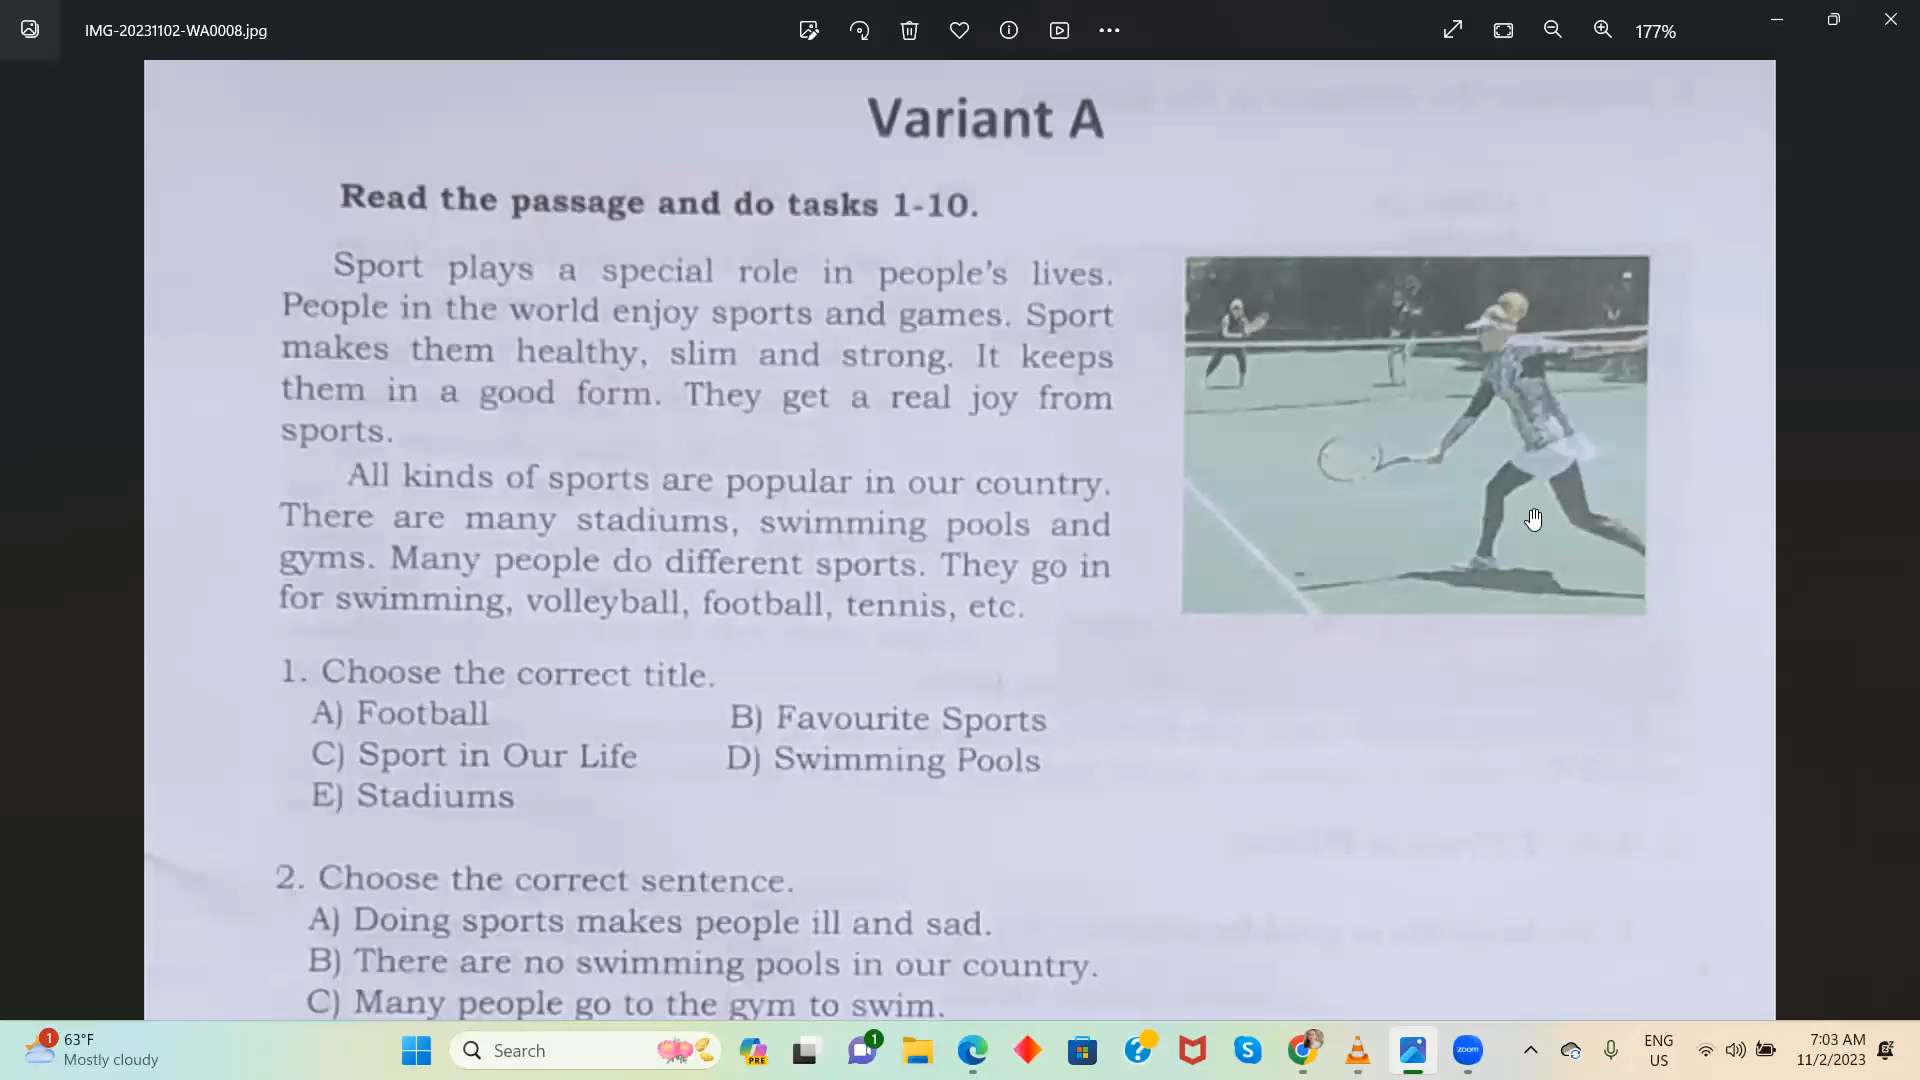 IMG-20231102-WA0008.jpg
177%
Variant A
Read the passage and do tasks 1-10.
Sport plays a special role in people's lives.
People in the world enjoy sports and games. Sport
makes them healthy, slim and strong. It keeps
them in a good form. They get a real joy from
sports.
All kinds of sports are popular in our country.
There are many stadiums, swimming pools and
gyms. Many people do different sports. They go in
for swimming, volleyball, football, tennis, etc.
1. Choose the correct title.
A) Football
B) Favourite Sports
C) Sport in Our Life
D) Swimming Pools
E) Stadiums
2. Choose the correct sentence.
A) Doing sports makes people ill and sad.
B) There are no swimming pools in our country.
C) Many people go to the gym to swim.
1
63°F
Mostly cloudy
Search
PRE
1
zoom
ENG
US
7:03 AM
11/2/2023